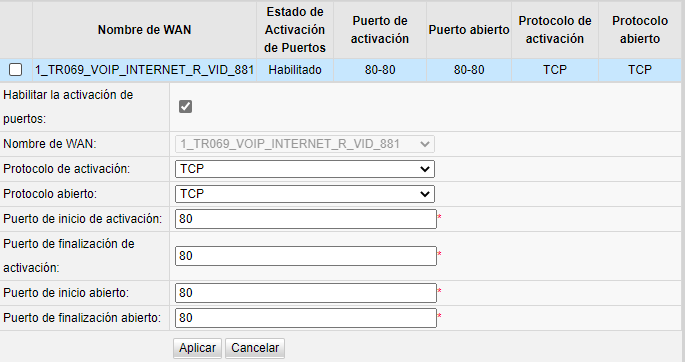 Nombre de WAN
Estado de
Activación
de Puertos
Puerto de
activación
Puerto abierto
Protocolo de
activación
Protocolo
abierto
1_TR069_VOIP_INTERNET_R_VID_881 Habilitado 80-80 80-80 TCP TCP
Habilitar la activación de
puertos:
Nombre de WAN: 1_TR069_VOIP_INTERNET_R_VID_881
Protocolo de activación: TCP
Protocolo abierto: TCP
Puerto de inicio de activación: 80 *
Puerto de finalización de
activación: 80 *
Puerto de inicio abierto: 80 *
Puerto de finalización abierto: 80 *
Aplicar Cancelar